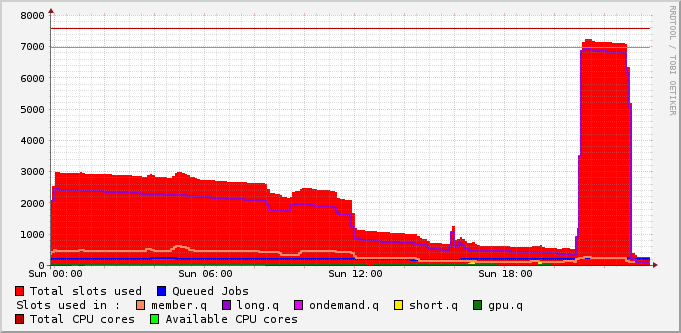 8000
7000
6000
5000
4000
3000
2000
1000
0
Sun 00:00 Sun 06:00 Sun 12:00 Sun 18:00
RRDTOOL / TOBI OETIKER
Total slots used Queued Jobs
Slots used in : member.q long.q ondemand.q short.q gpu.q
Total CPU cores Available CPU cores